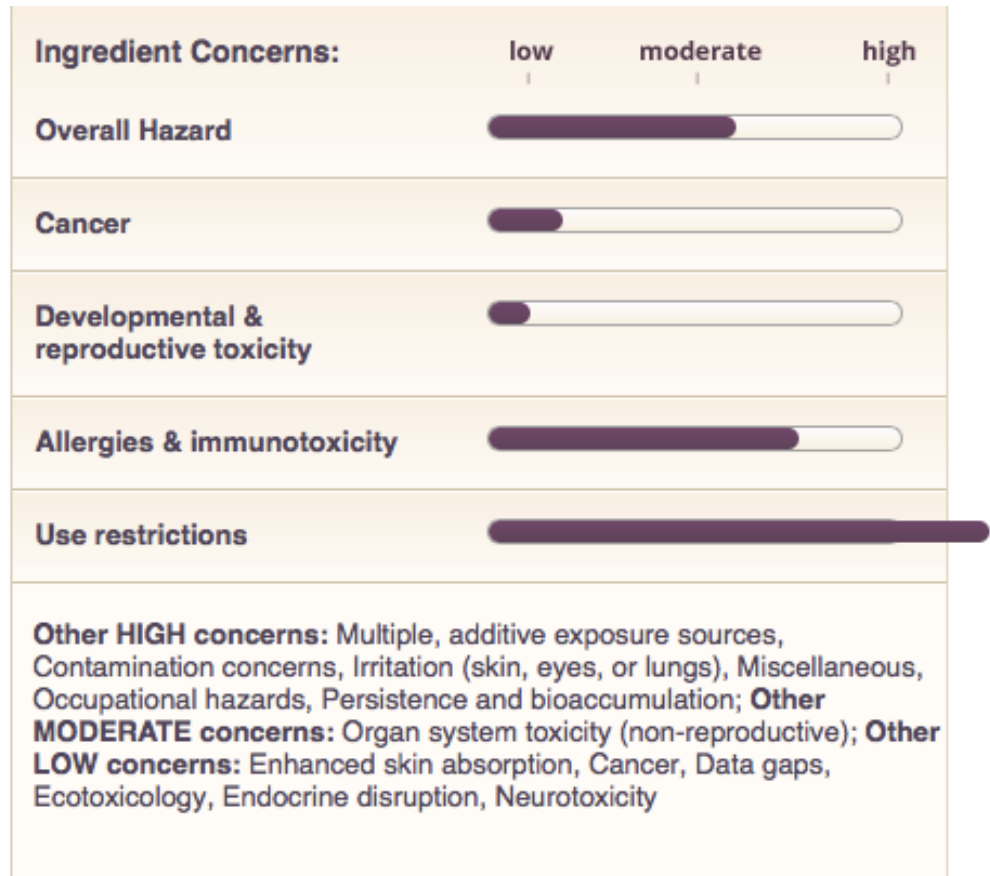 Ingredient Concerns: low moderate high
Overall Hazard
Cancer
Developmental &
reproductive toxicity
Allergies & immunotoxicity
Use restrictions
Other HIGH concerns: Multiple, additive exposure sources,
Contamination concerns, Irritation (skin, eyes, or lungs), Miscellaneous,
Occupational hazards, Persistence and bioaccumulation; Other
MODERATE concerns: Organ system toxicity (non-reproductive); Other
LOW concerns: Enhanced skin absorption, Cancer, Data gaps,
Ecotoxicology, Endocrine disruption, Neurotoxicity